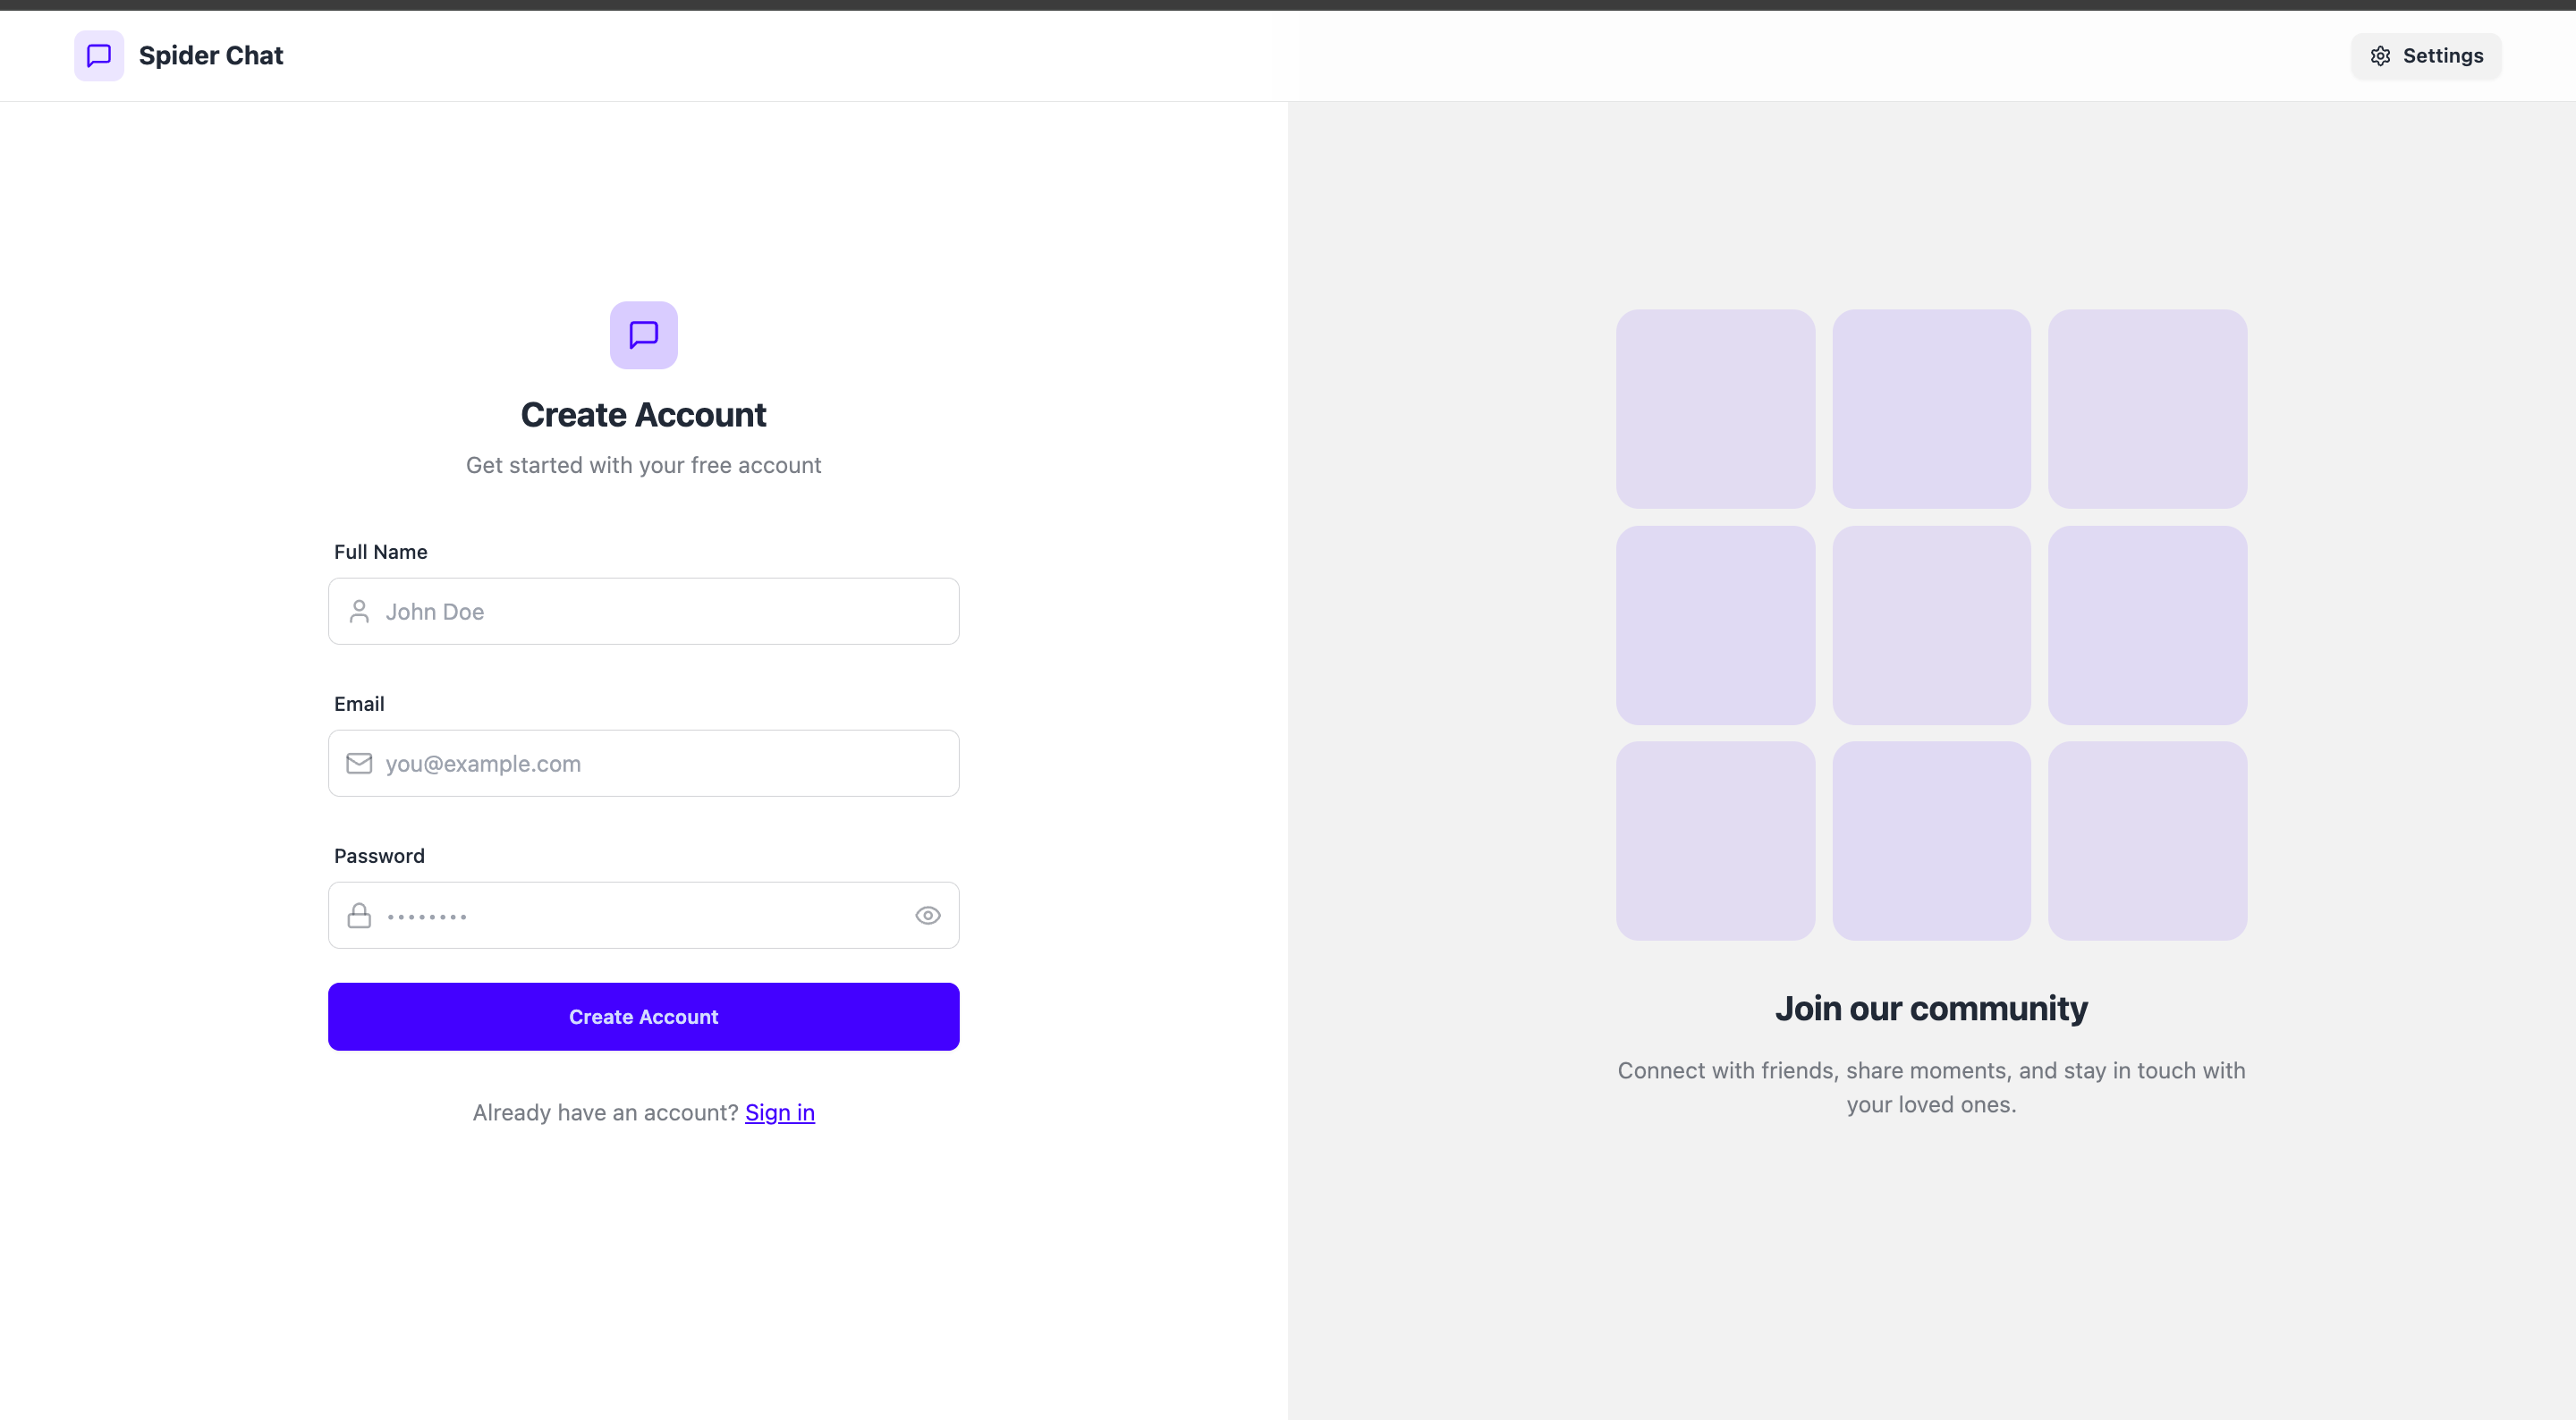 Spider Chat
Settings
Create Account
Get started with your free account
Full Name
John Doe
Email
you@example.com
Password
••••••••
Create Account
Already have an account? Sign in
Join our community
Connect with friends, share moments, and stay in touch with
your loved ones.